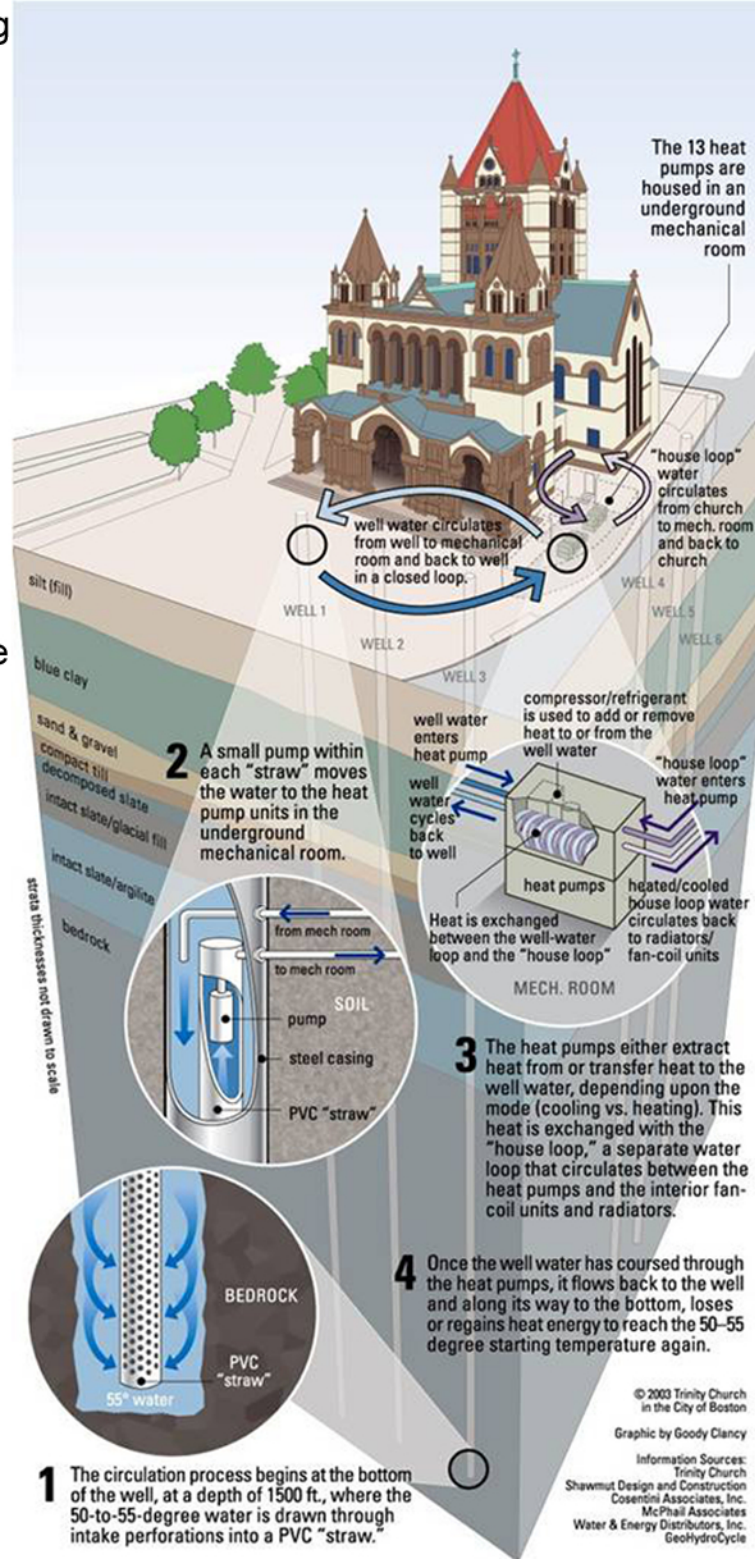 g
The 13 heat
pumps are
housed in an
underground
mechanical
room
"house loop"
water
circulates
from church
to mech. room
and back to
church
well water circulates
from well to mechanical
room and back to well
in a closed loop.
silt (fill)
WELL 1
WELL 2
WELL 3
WELL 4
WELL 5
WELL 6
e
blue clay
sand & gravel
compact till
decomposed slate
intact slate/glacial fill
intact slate/argilite
bedrock
strata thicknesses not drawn to scale
2 A small pump within
each "straw" moves
the water to the heat
pump units in the
underground
mechanical room.
from mech room
to mech room
SOIL
pump
steel casing
PVC "straw"
well water
enters
heat pump
well
water
cycles
back
to well
compressor/refrigerant
is used to add or remove
heat to or from the
well water
"house loop"
water enters
heat pump
heat pumps
Heat is exchanged
between the well-water
loop and the "house loop"
heated/cooled
house loop water
circulates back
to radiators/
fan-coil units
MECH. ROOM
3 The heat pumps either extract
heat from or transfer heat to the
well water, depending upon the
mode (cooling vs. heating). This
heat is exchanged with the
"house loop," a separate water
loop that circulates between the
heat pumps and the interior fan-
coil units and radiators.
4 Once the well water has coursed through
the heat pumps, it flows back to the well
and along its way to the bottom, loses
or regains heat energy to reach the 50–55
degree starting temperature again.
BEDROCK
PVC
"straw"
55° water
1 The circulation process begins at the bottom
of the well, at a depth of 1500 ft., where the
50-to-55-degree water is drawn through
intake perforations into a PVC "straw."
© 2003 Trinity Church
in the City of Boston
Graphic by Goody Clancy
Information Sources:
Trinity Church
Shawmut Design and Construction
Cosentini Associates, Inc.
McPhail Associates
Water & Energy Distributors, Inc.
GeoHydroCycle